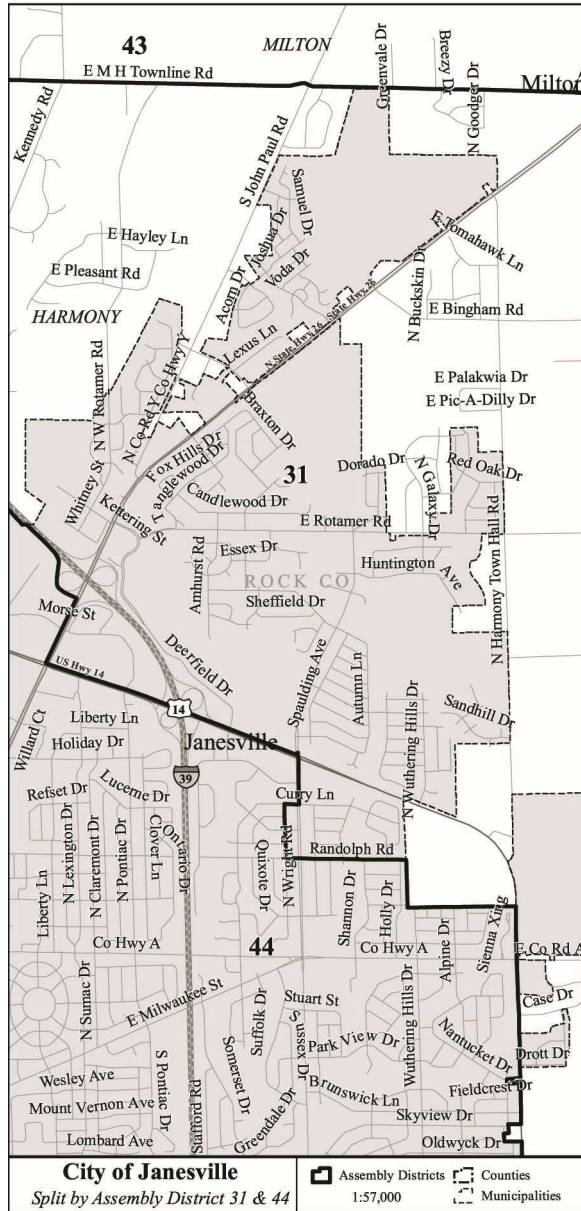 43
MILTON
E M H Townline Rd
Milton
Greenvale Dr
Breezy Dr
N Goodger Dr
Kennedy Rd
S John Paul Rd
Samuel Dr
Joshua Dr
Voda Dr
Acorn Dr
E Hayley Ln
E Pleasant Rd
E Tomahawk Ln
N Buckskin Dr
E Bingham Rd
HARMONY
N State Hwy 26
State Hwy 26
Lexus Ln
N W Rotamer Rd
N Co Rd Y
Co Hwy Y
E Palakwia Dr
E Pic-A-Dilly Dr
Braxton Dr
Fox Hills Dr
Tanglewood Dr
31
Dorado Dr
N Galaxy Dr
Red Oak Dr
Whitney St
Candlewood Dr
Kettering St
E Rotamer Rd
Essex Dr
Amhurst Rd
Huntington Ave
N Harmony Town Hall Rd
ROCK CO
Sheffield Dr
Morse St
Deerfield Dr
US Hwy 14
14
Spaulding Ave
Autumn Ln
N Wuthering Hills Dr
Sandhill Dr
Willard Ct
Liberty Ln
Holiday Dr
Janesville
39
Refset Dr
Lucerne Dr
Curry Ln
Liberty Ln
N Lexington Dr
N Claremont Dr
N Pontiac Dr
Clover Ln
Ontario Dr
Quixote Dr
N Wright Rd
Randolph Rd
Shannon Dr
Holly Dr
Co Hwy A
44
Co Hwy A
Alpine Dr
Sienna Xing
E Co Rd A
N Sumac Dr
E Milwaukee St
Suffolk Dr
Stuart St
Sussex Dr
Park View Dr
Wuthering Hills Dr
Nantucket Dr
Case Dr
Drott Dr
Wesley Ave
S Pontiac Dr
Somerset Dr
Brunswick Ln
Fieldcrest Dr
Mount Vernon Ave
Stafford Rd
Greendale Dr
Skyview Dr
Lombard Ave
Oldwyck Dr
City of Janesville
Split by Assembly District 31 & 44
Assembly Districts
Counties
1:57,000
Municipalities